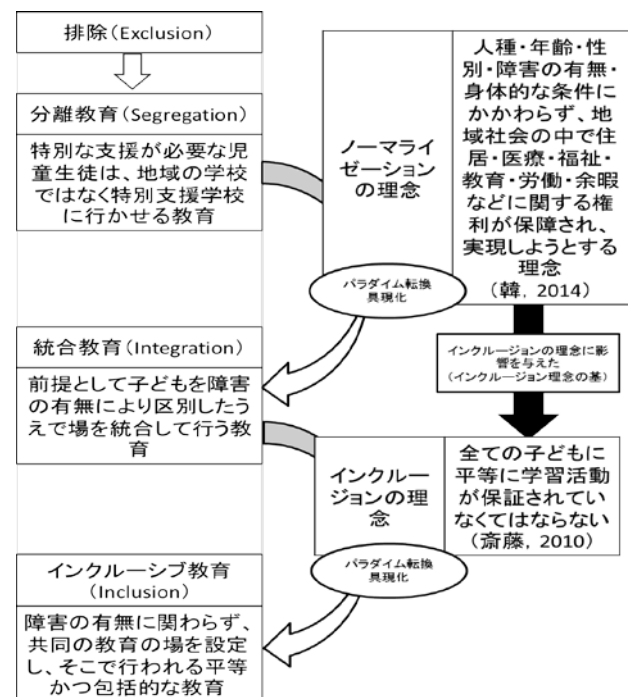 排除(Exclusion)
分離教育(Segregation)
特別な支援が必要な児
童生徒は、地域の学校
ではなく特別支援学校
に行かせる教育
ノーマライ
ゼーション
の理念
人種・年齢・性
別・障害の有無・
身体的な条件に
かかわらず、地
域社会の中で住
居・医療・福祉・
教育・労働・余暇
などに関する権
利が保障され、
実現しようとす
る理念
(韓, 2014)
パラダイム転換
具現化
統合教育(Integration)
前提として子どもを障害
の有無により区別したう
えで場を統合して行う教
育
インクルージョンの理念に影
響を与えた
(インクルージョン理念の基)
インクルー
ジョンの理
念
全ての子どもに
平等に学習活動
が保証されてい
なくてはならない
(斎藤, 2010)
パラダイム転換
具現化
インクルーシブ教育
(Inclusion)
障害の有無に関わらず、
共同の教育の場を設定
し、そこで行われる平等
かつ包括的な教育